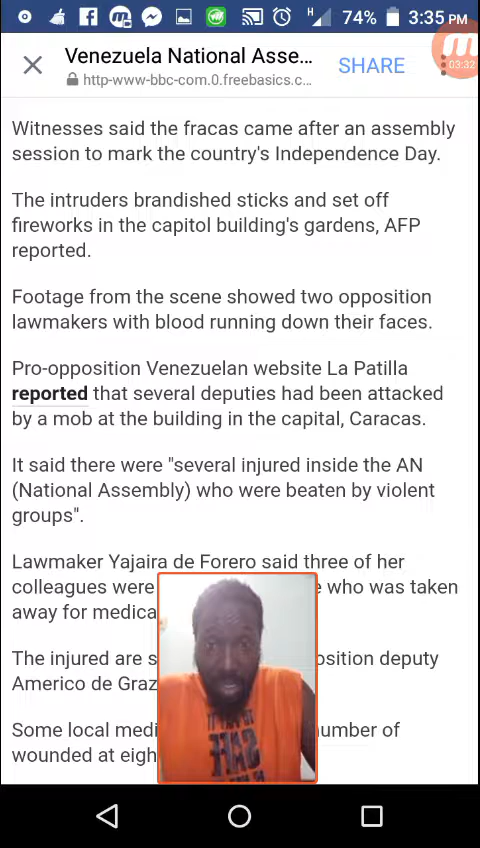 74% 3:35 PM
Venezuela National Asse...
http-www-bbc-com.0.freebasics.c...
SHARE
03:32
Witnesses said the fracas came after an assembly
session to mark the country's Independence Day.
The intruders brandished sticks and set off
fireworks in the capitol building's gardens, AFP
reported.
Footage from the scene showed two opposition
lawmakers with blood running down their faces.
Pro-opposition Venezuelan website La Patilla
reported that several deputies had been attacked
by a mob at the building in the capital, Caracas.
It said there were "several injured inside the AN
(National Assembly) who were beaten by violent
groups".
Lawmaker Yajaira de Forero said three of her
colleagues were who was taken
away for medica
The injured are s osition deputy
Americo de Graz
Some local medi umber of
wounded at eigh